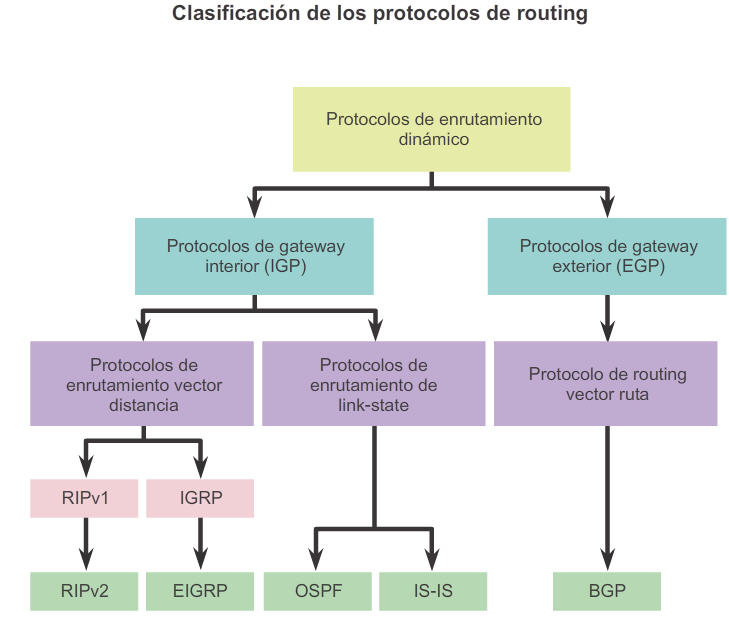 Clasificación de los protocolos de routing
Protocolos de enrutamiento
dinámico
Protocolos de gateway
interior (IGP)
Protocolos de gateway
exterior (EGP)
Protocolos de
enrutamiento vector
distancia
Protocolos de
enrutamiento de
link-state
Protocolo de routing
vector ruta
RIPv1
IGRP
RIPv2
EIGRP
OSPF
IS-IS
BGP